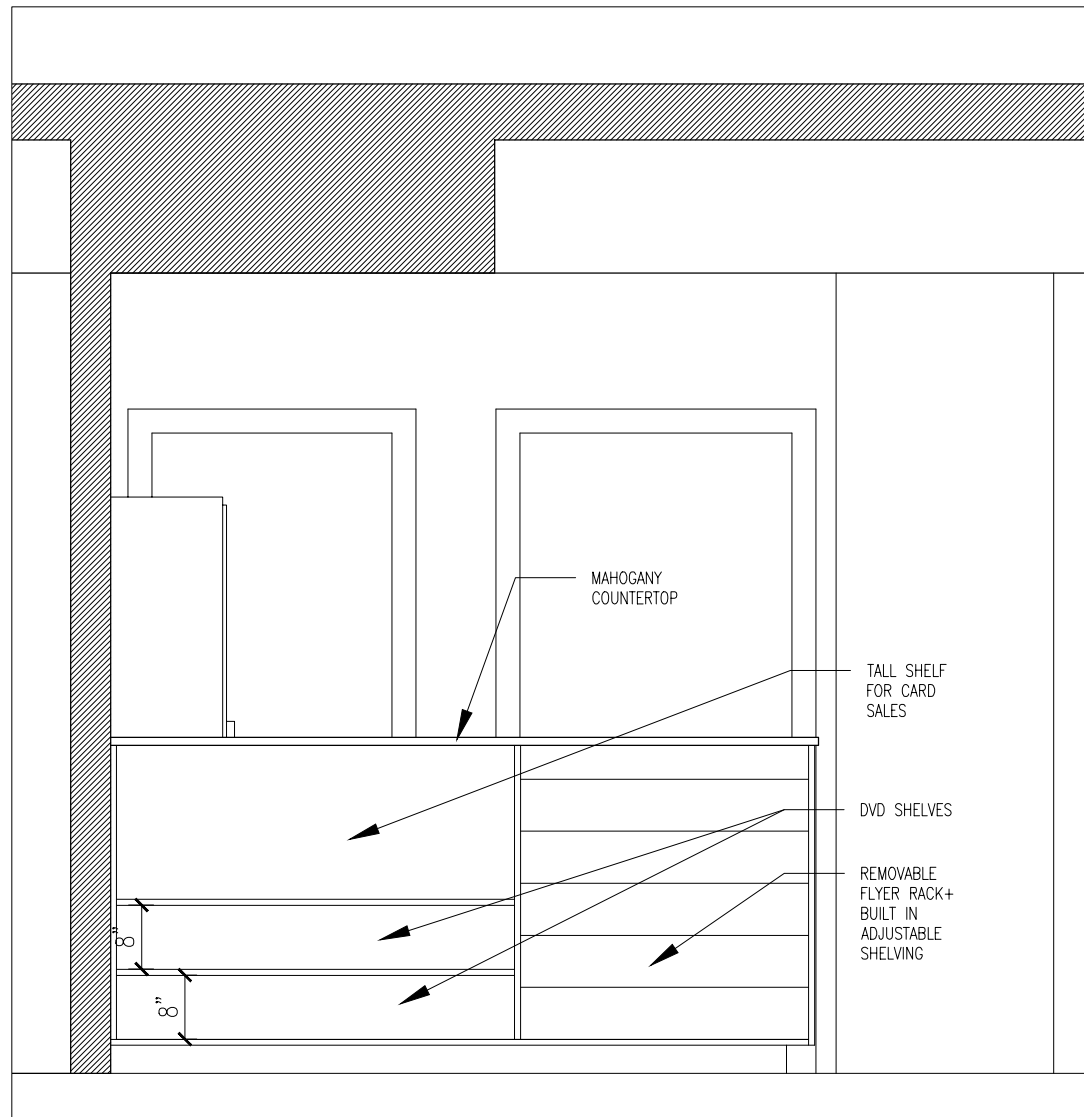 MAHOGANY
COUNTERTOP
TALL SHELF
FOR CARD
SALES
DVD SHELVES
REMOVABLE
FLYER RACK+
BUILT IN
ADJUSTABLE
SHELVING
8"
8"